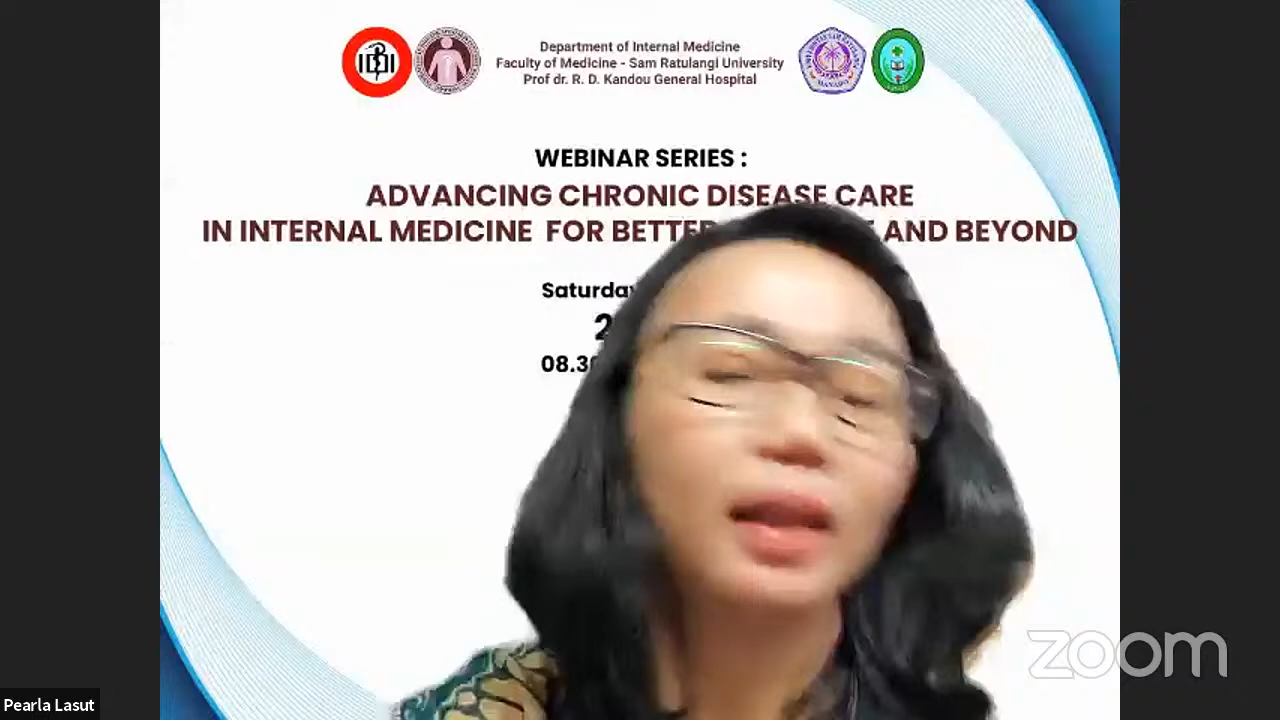 Department of Internal Medicine
Faculty of Medicine - Sam Ratulangi University
Prof dr. R. D. Kandou General Hospital
WEBINAR SERIES :
ADVANCING CHRONIC DISEASE CARE
IN INTERNAL MEDICINE FOR AND BEYOND
Saturday
zoom
Pearla Lasut